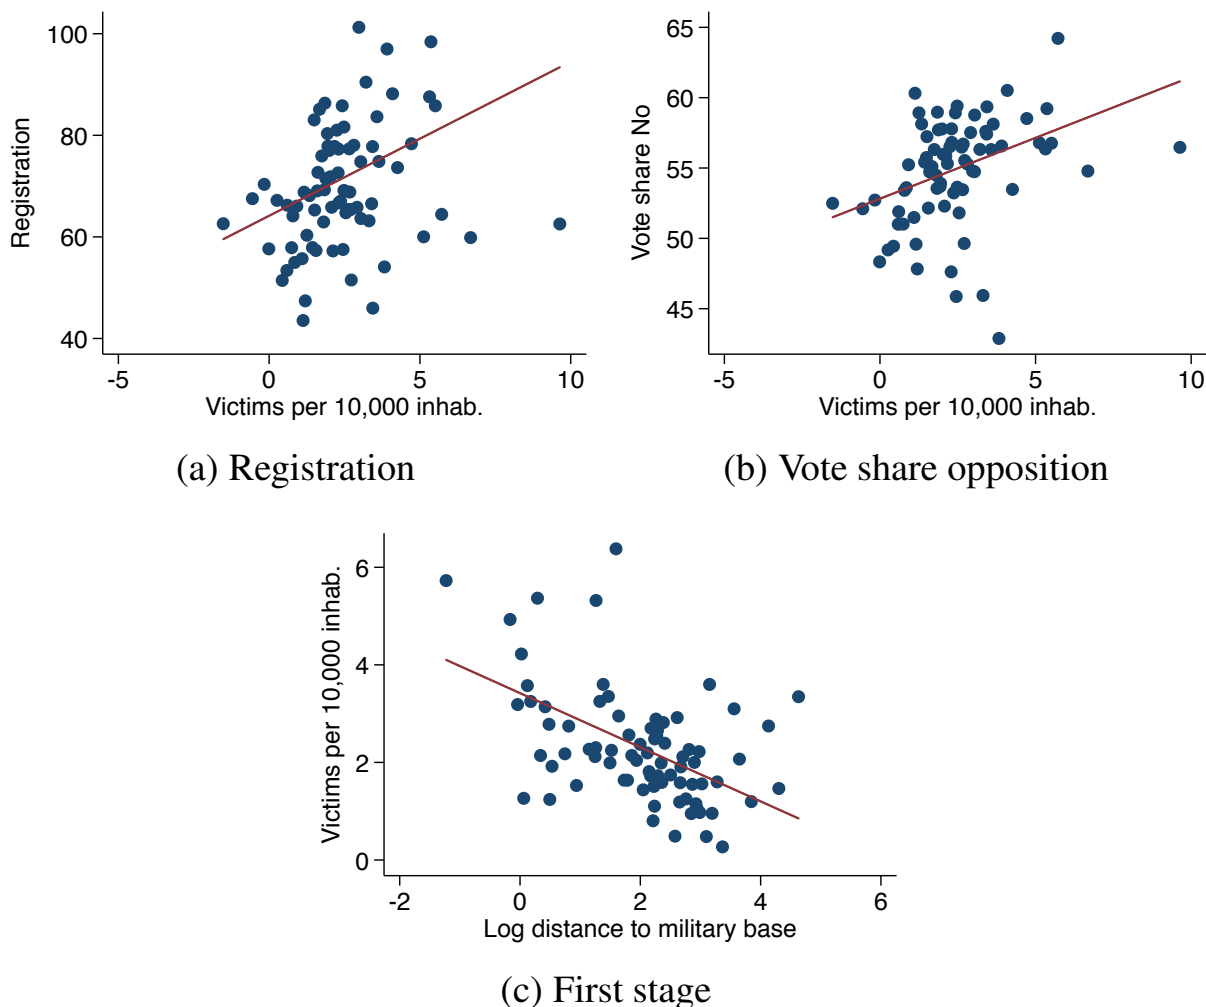 100
80
60
40
Registration
-5 0 5 10
Victims per 10,000 inhab.
(a) Registration
65
60
55
50
45
Vote share No
-5 0 5 10
Victims per 10,000 inhab.
(b) Vote share opposition
6
4
2
0
Victims per 10,000 inhab.
-2 0 2 4 6
Log distance to military base
(c) First stage